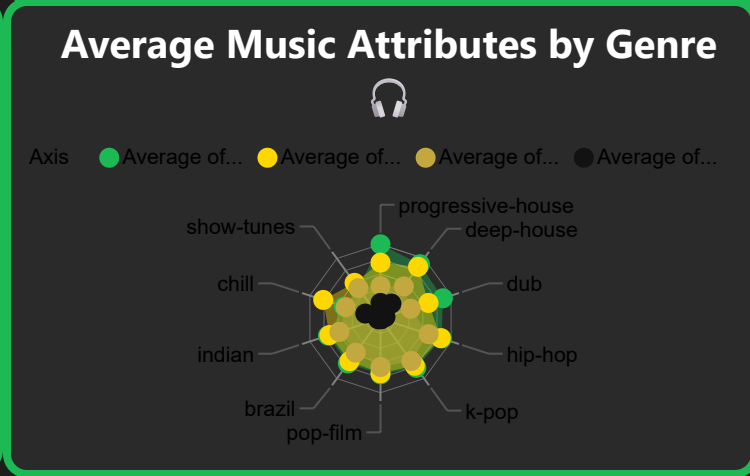 Average Music Attributes by Genre
Axis Average of... Average of... Average of... Average of...
progressive-house
show-tunes
deep-house
chill
dub
indian
hip-hop
brazil
k-pop
pop-film